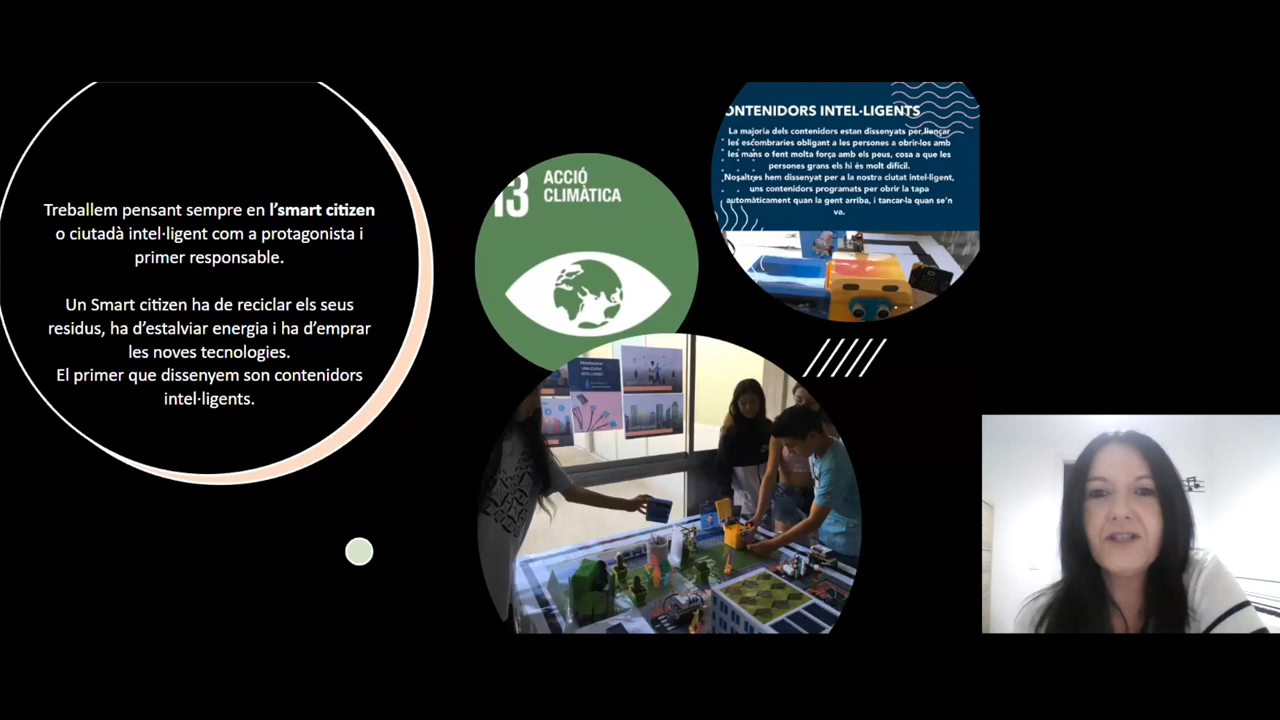 Treballem pensant sempre en l'smart citizen
o ciutadà intel·ligent com a protagonista i
primer responsable.
Un Smart citizen ha de reciclar els seus
residus, ha d'estalviar energia i ha d'emprar
les noves tecnologies.
El primer que dissenyem son contenidors
intel·ligents.
13 ACCIÓ
CLIMÀTICA
ONTENIDORS INTEL·LIGENTS
La majoria dels contenidors estan dissenyats per llençar
les escombraries obligant a les persones a obrir-los amb
les mans o fent molta força amb els peus, cosa a que les
persones grans els hi és molt difícil.
Nosaltres hem dissenyat per a la nostra ciutat intel·ligent,
uns contenidors programats per obrir la tapa
automàticament quan la gent arriba, i tancar-la quan se'n
va.